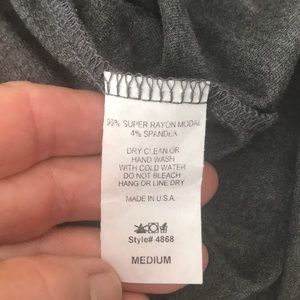 96% SUPER RAYON MODAL
4% SPANDEX
DRY CLEAN OR
HAND WASH
WITH COLD WATER
DO NOT BLEACH
HANG OR LINE DRY
MADE IN U.S.A.
Style# 4868
MEDIUM